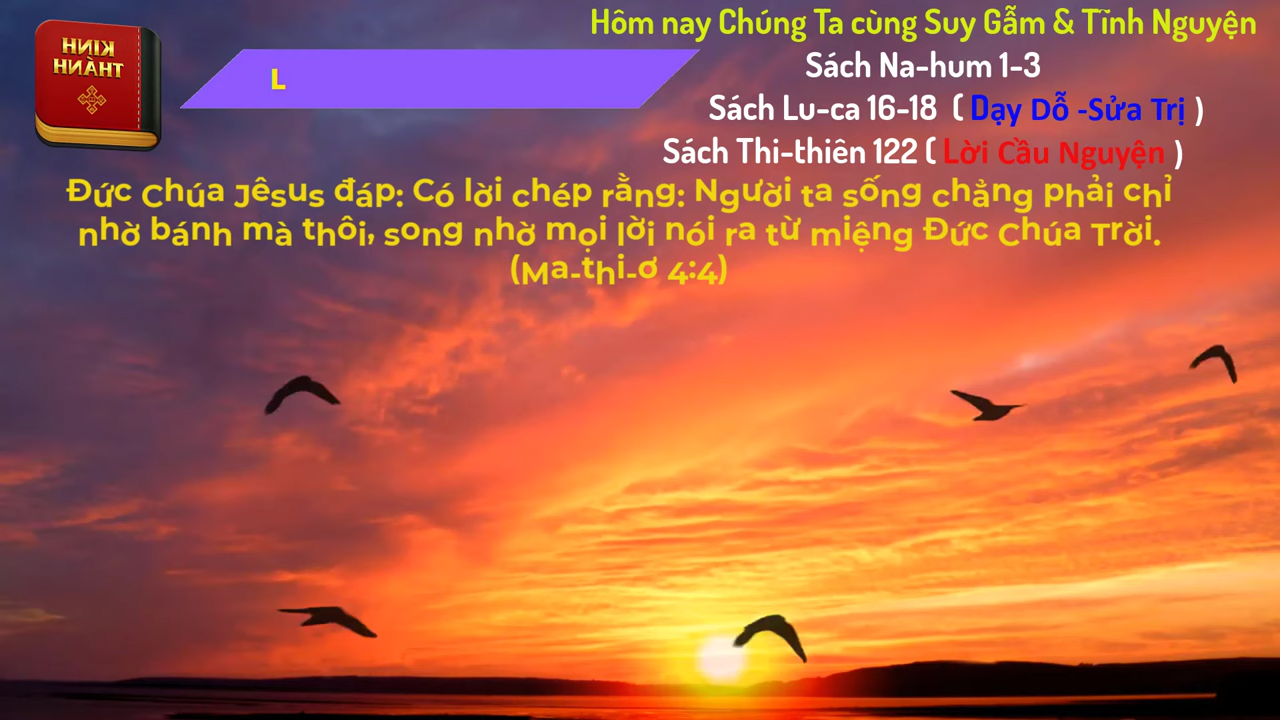 Hôm nay Chúng Ta cùng Suy Gẫm & Tĩnh Nguyện
Sách Na-hum 1-3
Sách Lu-ca 16-18 ( Dạy Dỗ -Sửa Trị )
Sách Thi-thiên 122 ( Lời Cầu Nguyện )
KINH
THÀNH
L
Đức Chúa Jêsus đáp: Có lời chép rằng: Người ta sống chẳng phải chỉ
nhờ bánh mà thôi, song nhờ mọi lời nói ra từ miệng Đức Chúa Trời.
(Ma-thi-ơ 4:4)